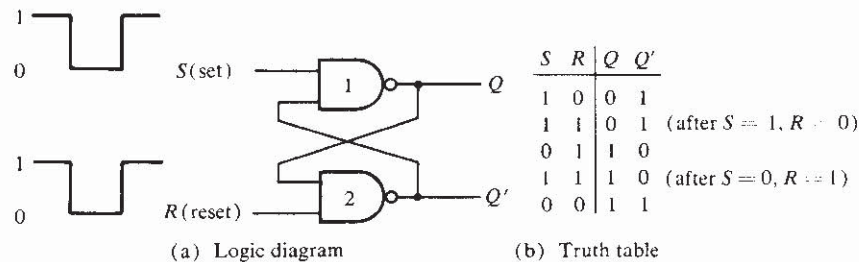 1
0
S(set)
1
Q
1
0
R(reset)
2
Q'
(a) Logic diagram
S R Q Q'
1 0 0 1
1 1 0 1 (after S = 1, R = 0)
0 1 1 0
1 1 1 0 (after S = 0, R = 1)
0 0 1 1
(b) Truth table